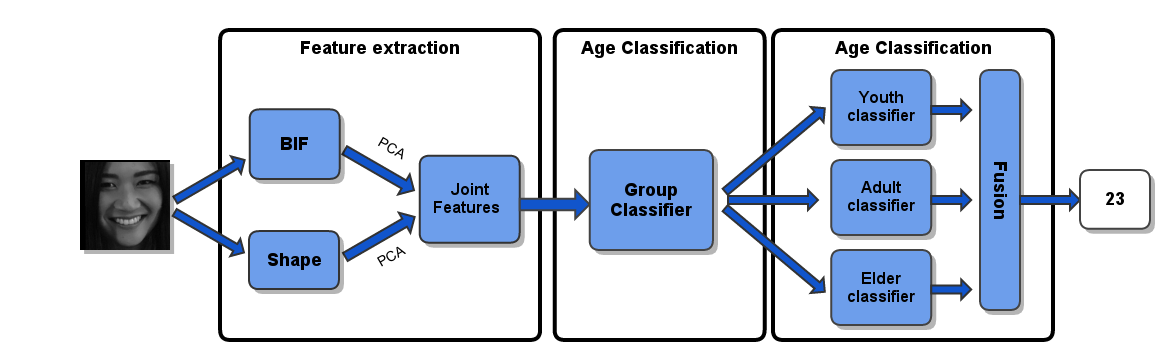 Feature extraction
BIF
PCA
Shape
PCA
Joint
Features
Age Classification
Group
Classifier
Age Classification
Youth
classifier
Adult
classifier
Elder
classifier
Fusion
23